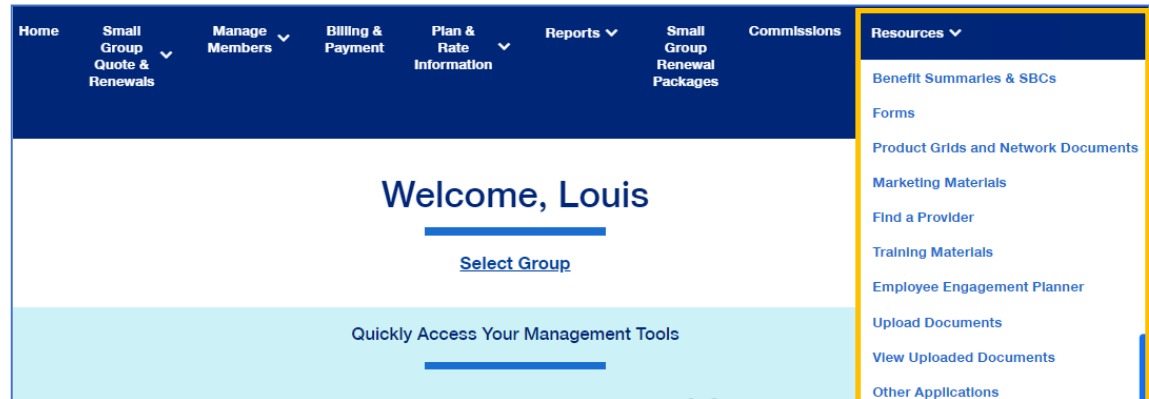 Home
Small
Group
Quote &
Renewals
Manage
Members
Billing &
Payment
Plan &
Rate
Information
Reports
Small
Group
Renewal
Packages
Commissions
Resources
Benefit Summaries & SBCs
Forms
Product Grids and Network Documents
Marketing Materials
Find a Provider
Training Materials
Employee Engagement Planner
Upload Documents
View Uploaded Documents
Other Applications
Welcome, Louis
Select Group
Quickly Access Your Management Tools